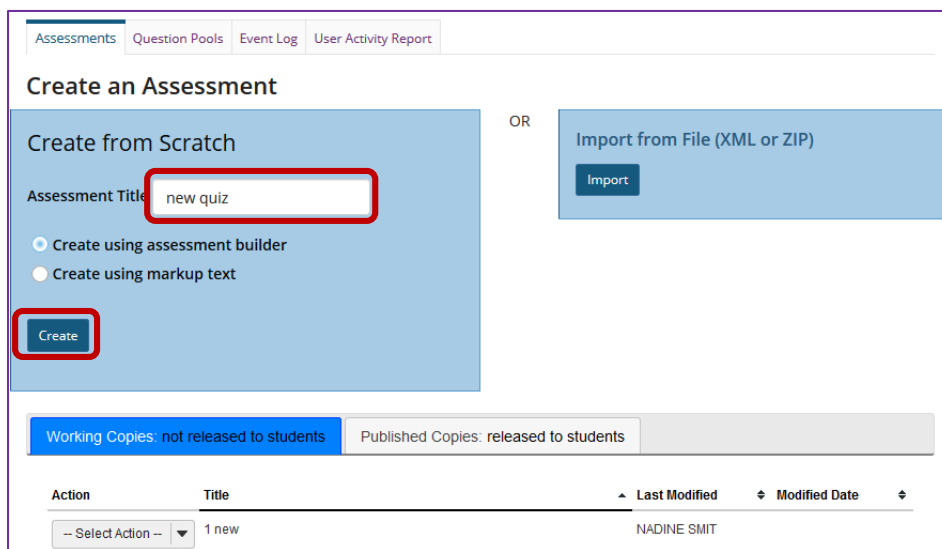 Assessments Question Pools Event Log User Activity Report
Create an Assessment
Create from Scratch
Assessment Title new quiz
Create using assessment builder
Create using markup text
Create
OR
Import from File (XML or ZIP)
Import
Working Copies: not released to students Published Copies: released to students
Action Title Last Modified Modified Date
-- Select Action -- 1 new NADINE SMIT